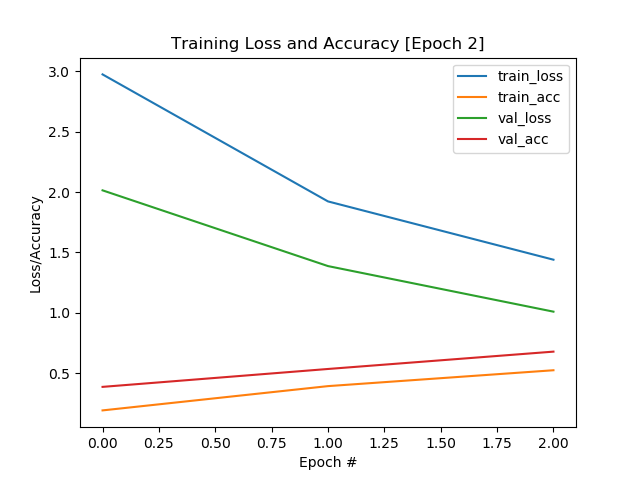 Training Loss and Accuracy [Epoch 2]
train_loss
train_acc
val_loss
val_acc
Loss/Accuracy
3.0
2.5
2.0
1.5
1.0
0.5
0.00 0.25 0.50 0.75 1.00 1.25 1.50 1.75 2.00
Epoch #